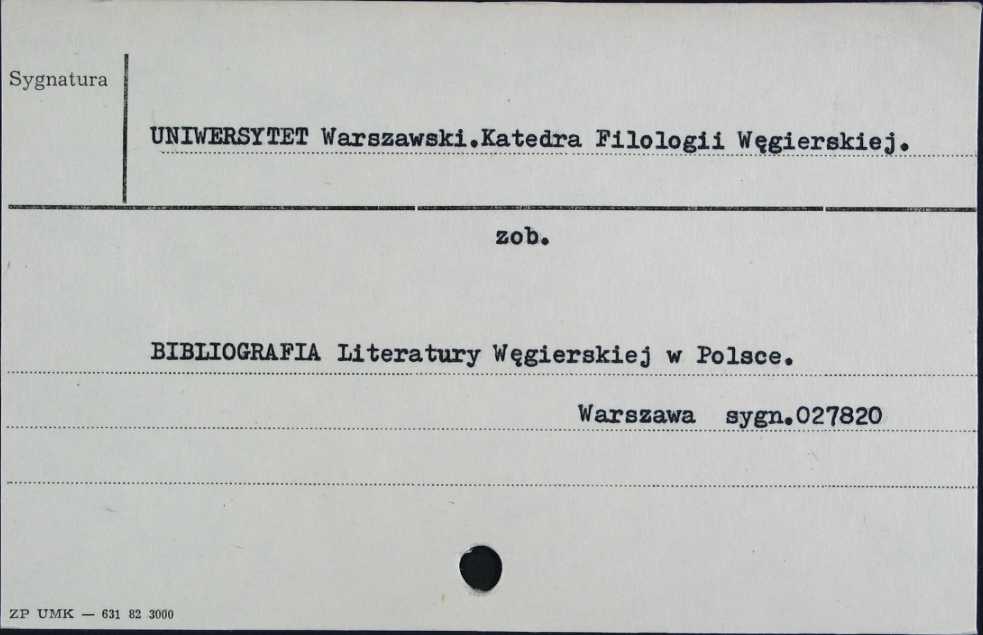 Sygnatura
UNIWERSYTET Warszawski.Katedra Filologii Węgierskiej.
zob.
BIBLIOGRAFIA Literatury Węgierskiej w Polsce.
Warszawa sygn.027820
ZP UMK — 631 82 3000